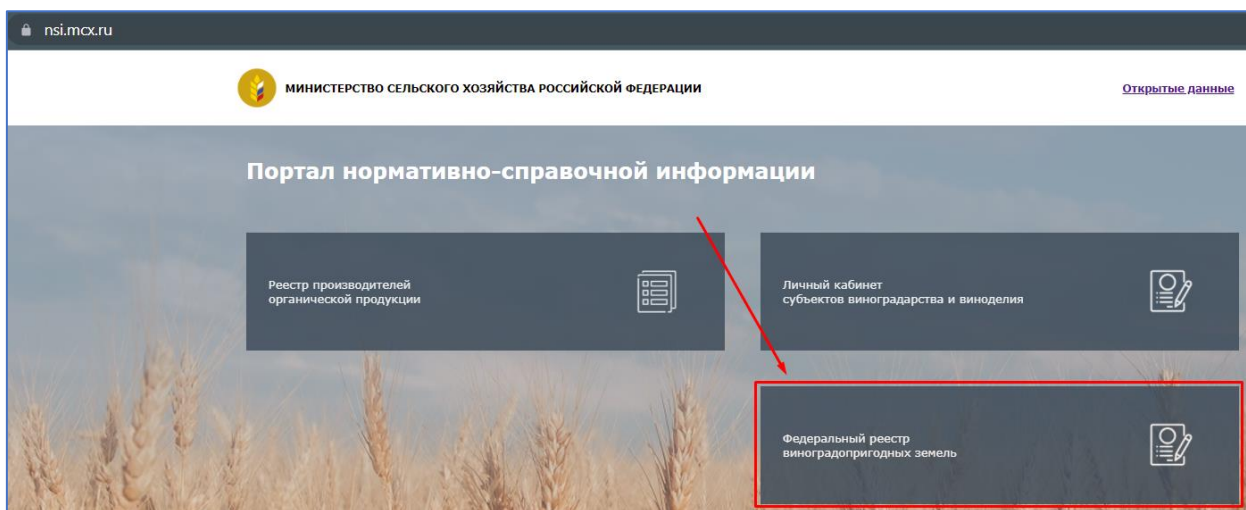 nsi.mcx.ru
МИНИСТЕРСТВО СЕЛЬСКОГО ХОЗЯЙСТВА РОССИЙСКОЙ ФЕДЕРАЦИИ
Открытые данные
Портал нормативно-справочной информации
Реестр производителей
органической продукции
Личный кабинет
субъектов виноградарства и виноделия
Федеральный реестр
виноградопригодных земель